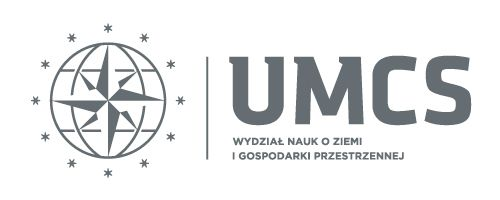 UMCS
WYDZIAŁ NAUK O ZIEMI
I GOSPODARKI PRZESTRZENNEJ